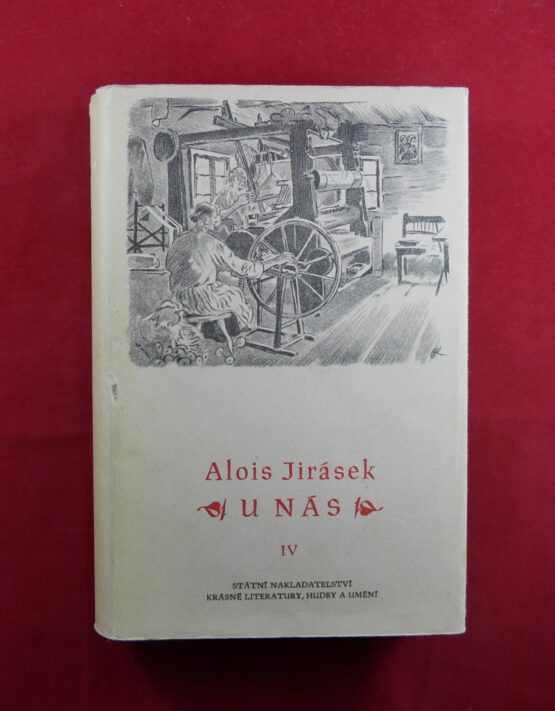 Alois Jirásek
U NÁS
IV
STÁTNÍ NAKLADATELSTVÍ
KRÁSNÉ LITERATURY, HUDBY A UMĚNÍ